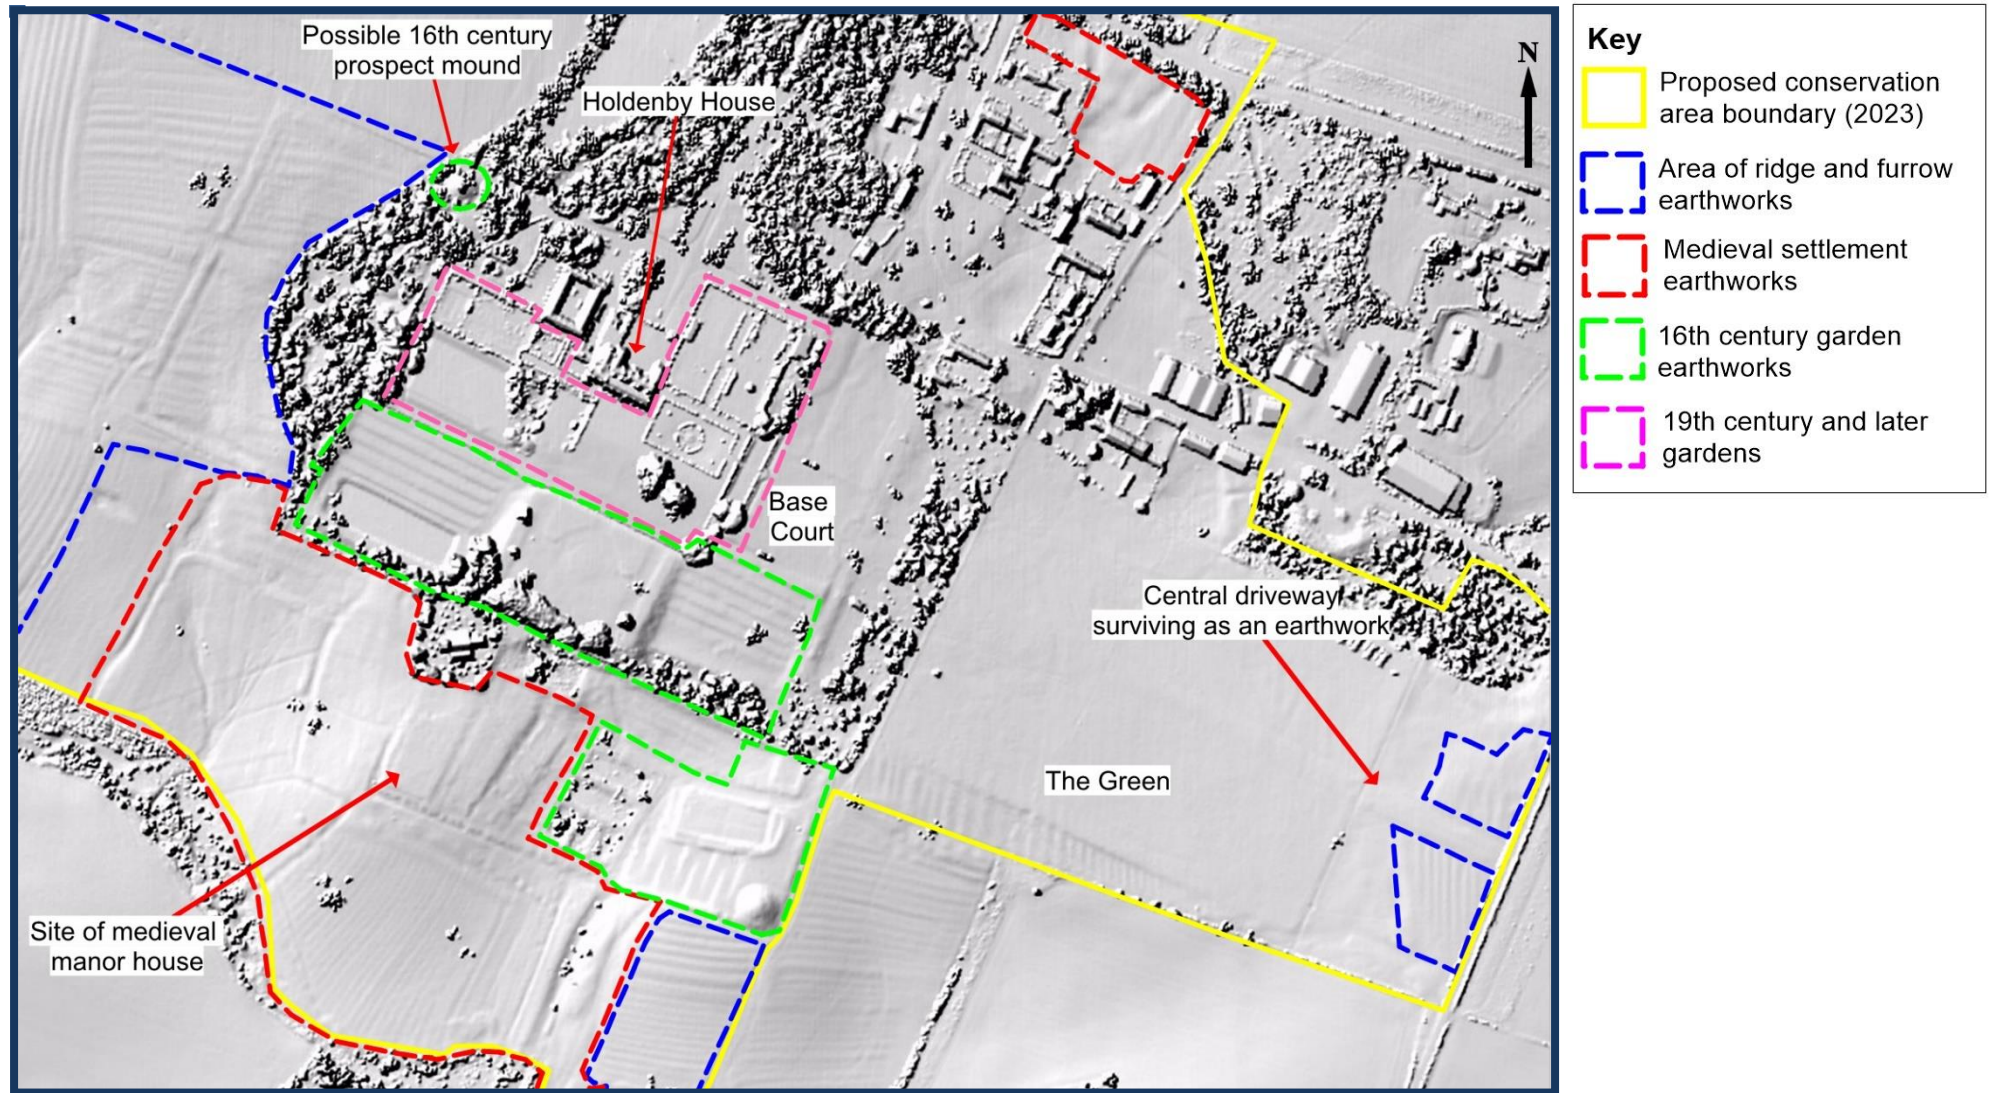 Possible 16th century
prospect mound
Holdenby House
N
Base
Court
Central driveway
surviving as an earthwork
The Green
Site of medieval
manor house
Key
Proposed conservation
area boundary (2023)
Area of ridge and furrow
earthworks
Medieval settlement
earthworks
16th century garden
earthworks
19th century and later
gardens